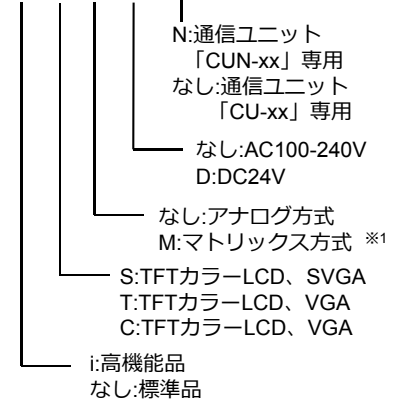 N:通信ユニット
「CUN-xx」専用
なし:通信ユニット
「CU-xx」専用
なし:AC100-240V
D:DC24V
なし:アナログ方式
M:マトリックス方式 ※1
S:TFTカラーLCD、SVGA
T:TFTカラーLCD、VGA
C:TFTカラーLCD、VGA
i:高機能品
なし:標準品